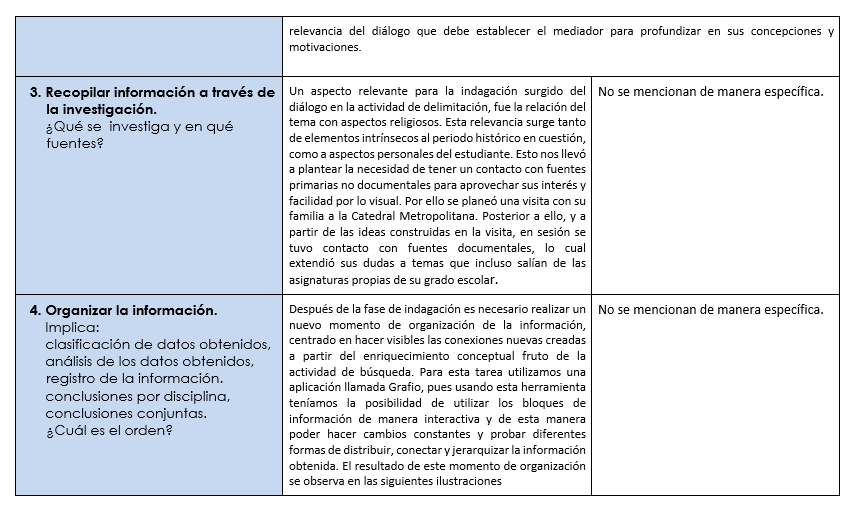 relevancia del diálogo que debe establecer el mediador para profundizar en sus concepciones y
motivaciones.
3. Recopilar información a través de
la investigación.
¿Qué se investiga y en qué
fuentes?
Un aspecto relevante para la indagación surgido del
diálogo en la actividad de delimitación, fue la relación del
tema con aspectos religiosos. Esta relevancia surge tanto
de elementos intrínsecos al periodo histórico en cuestión,
como a aspectos personales del estudiante. Esto nos llevó
a plantear la necesidad de tener un contacto con fuentes
primarias no documentales para aprovechar sus interés y
facilidad por lo visual. Por ello se planeó una visita con su
familia a la Catedral Metropolitana. Posterior a ello, y a
partir de las ideas construidas en la visita, en sesión se
tuvo contacto con fuentes documentales, lo cual
extendió sus dudas a temas que incluso salían de las
asignaturas propias de su grado escolar.
No se mencionan de manera específica.
4. Organizar la información.
Implica:
clasificación de datos obtenidos,
análisis de los datos obtenidos,
registro de la información.
conclusiones por disciplina,
conclusiones conjuntas.
¿Cuál es el orden?
Después de la fase de indagación es necesario realizar un
nuevo momento de organización de la información,
centrado en hacer visibles las conexiones nuevas creadas
a partir del enriquecimiento conceptual fruto de la
actividad de búsqueda. Para esta tarea utilizamos una
aplicación llamada Grafio, pues usando esta herramienta
teníamos la posibilidad de utilizar los bloques de
información de manera interactiva y de esta manera
poder hacer cambios constantes y probar diferentes
formas de distribuir, conectar y jerarquizar la información
obtenida. El resultado de este momento de organización
se observa en las siguientes ilustraciones
No se mencionan de manera específica.